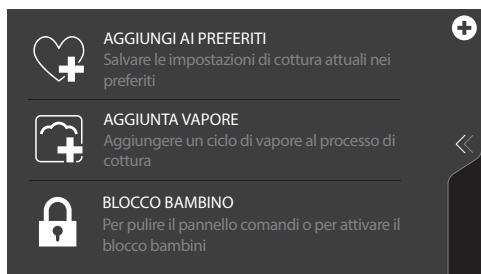 AGGIUNGI AI PREFERITI
Salvare le impostazioni di cottura attuali nei
preferiti
AGGIUNTA VAPORE
Aggiungere un ciclo di vapore al processo di
cottura
BLOCCO BAMBINO
Per pulire il pannello comandi o per attivare il
blocco bambini